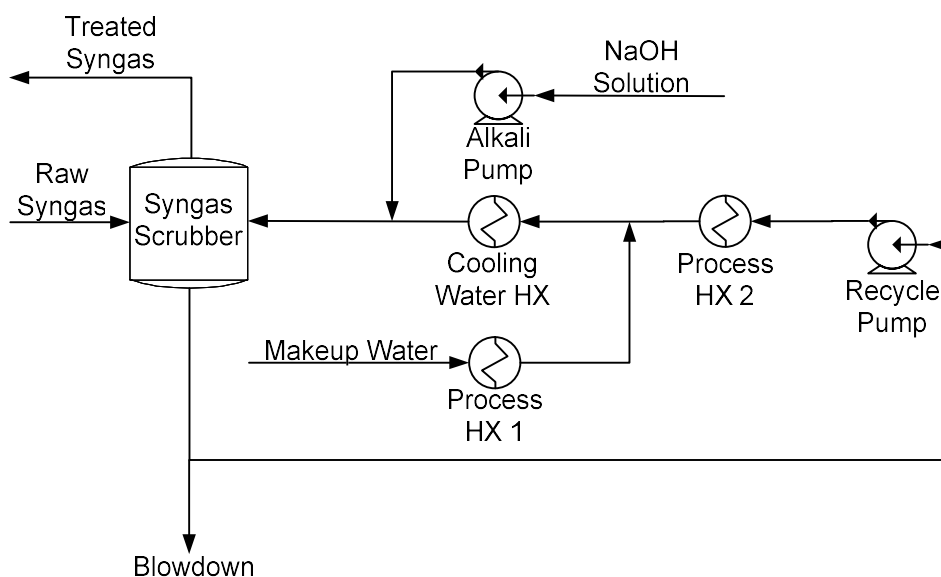 Treated
Syngas
NaOH
Solution
Alkali
Pump
Raw
Syngas
Syngas
Scrubber
Cooling
Water HX
Process
HX 2
Recycle
Pump
Makeup Water
Process
HX 1
Blowdown